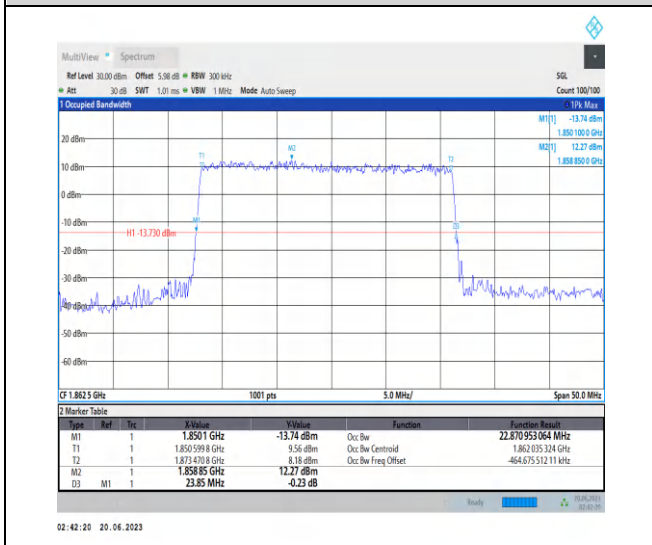 MultiView Spectrum
Ref Level 30.00 dBm Offset 5.98 dB RBW 300 kHz SGL
Att 30 dB SWT 1.01 ms VBW 1 MHz Mode Auto Sweep Count 100/100
1 Occupied Bandwidth 1Pk Max
M1[1] -13.74 dBm
1.850 100 0 GHz
M2[1] 12.27 dBm
1.858 850 0 GHz
20 dBm
M2
T1
T2
10 dBm
0 dBm
-10 dBm
M1
D3
H1 -13.730 dBm
-20 dBm
-30 dBm
-40 dBm
-50 dBm
-60 dBm
CF 1.862 5 GHz 1001 pts 5.0 MHz/ Span 50.0 MHz
2 Marker Table
Type Ref Trc X-Value Y-Value Function Function Result
M1 1 1.8501 GHz -13.74 dBm Occ Bw 22.870 953 064 MHz
T1 1 1.850 599 8 GHz 9.56 dBm Occ Bw Centroid 1.862 035 324 GHz
T2 1 1.873 470 8 GHz 8.18 dBm Occ Bw Freq Offset -464.675 512 11 kHz
M2 1 1.858 85 GHz 12.27 dBm
D3 M1 1 23.85 MHz -0.23 dB
Ready 20.06.2023
02:42:20 20.06.2023